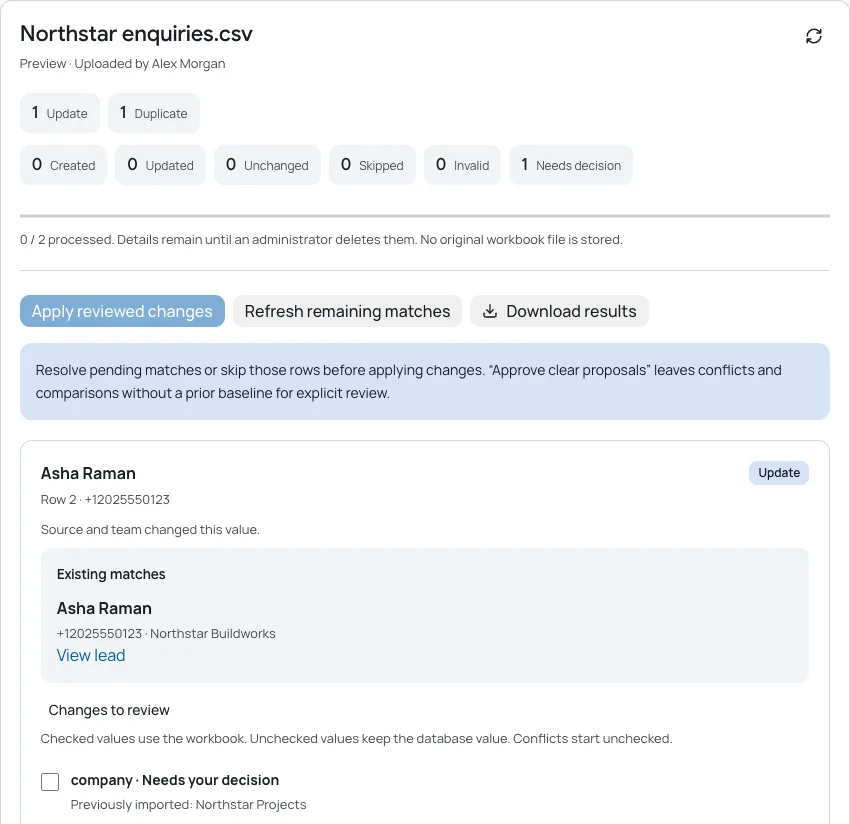 Northstar enquiries.csv
Preview · Uploaded by Alex Morgan
1 Update 1 Duplicate
0 Created 0 Updated 0 Unchanged 0 Skipped 0 Invalid 1 Needs decision
0 / 2 processed. Details remain until an administrator deletes them. No original workbook file is stored.
Apply reviewed changes Refresh remaining matches Download results
Resolve pending matches or skip those rows before applying changes. “Approve clear proposals” leaves conflicts and
comparisons without a prior baseline for explicit review.
Asha Raman Update
Row 2 · +12025550123
Source and team changed this value.
Existing matches
Asha Raman
+12025550123 · Northstar Buildworks
View lead
Changes to review
Checked values use the workbook. Unchecked values keep the database value. Conflicts start unchecked.
company · Needs your decision
Previously imported: Northstar Projects